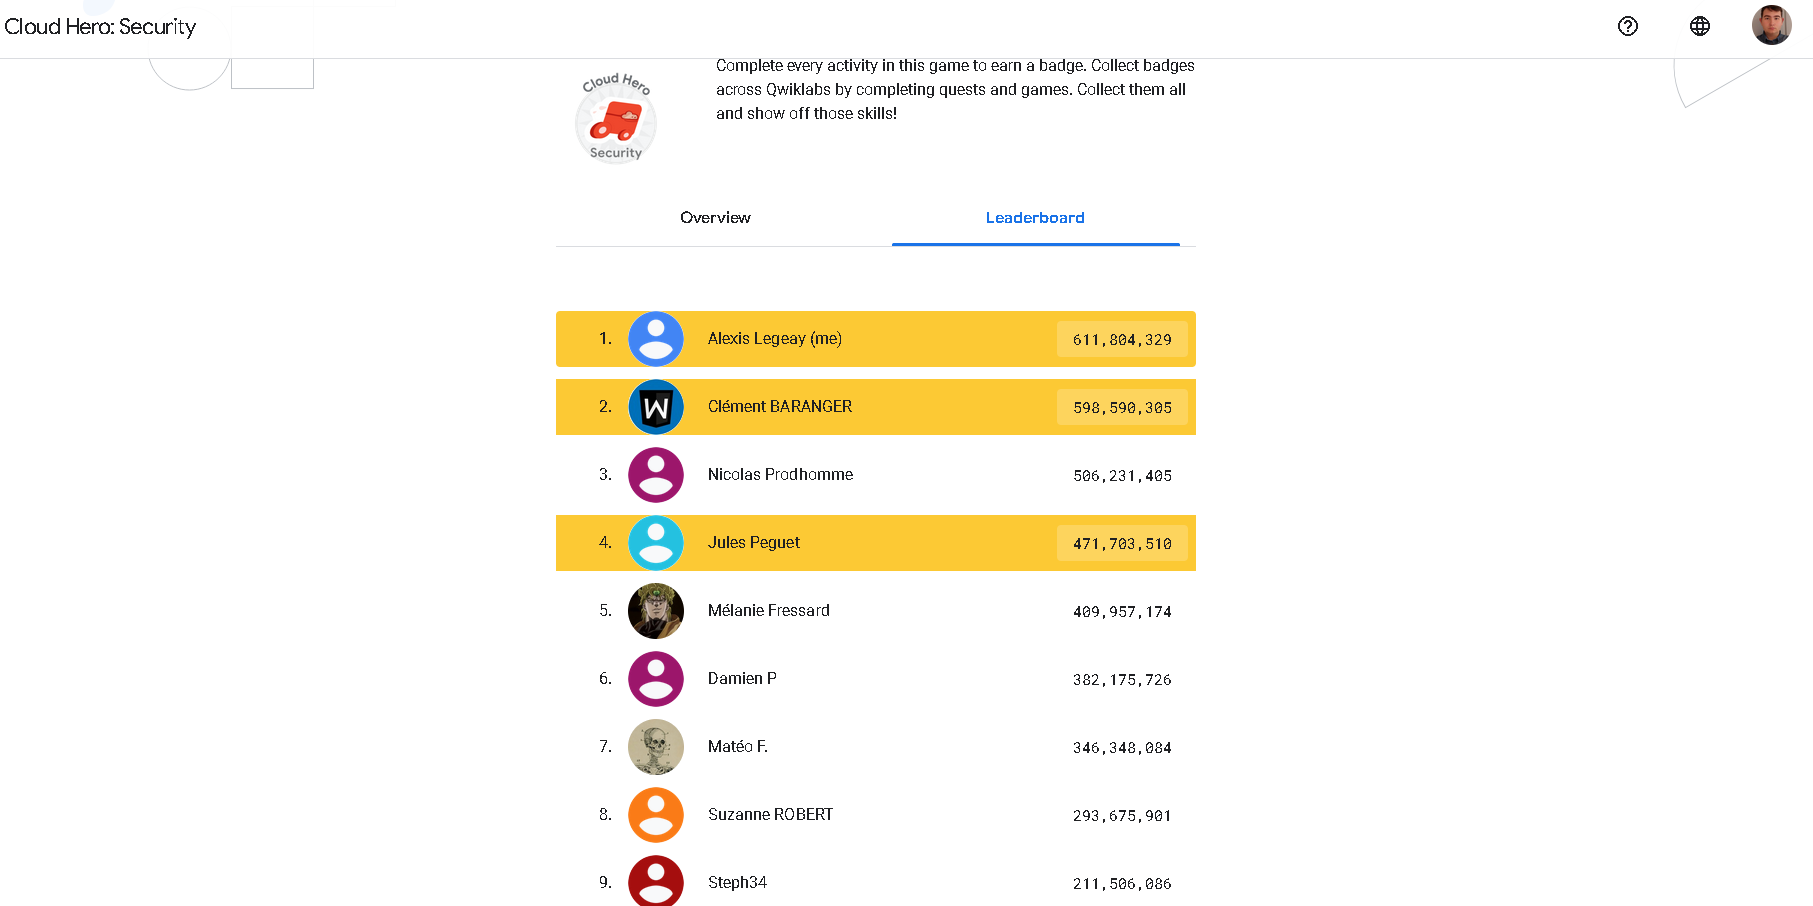 Cloud Hero: Security
Complete every activity in this game to earn a badge. Collect badges
across Qwiklabs by completing quests and games. Collect them all
and show off those skills!
Cloud Hero
Security
Overview
Leaderboard
1. Alexis Legeay (me) 611,804,329
2. W Clément BARANGER 598,590,305
3. Nicolas Prodhomme 506,231,405
4. Jules Peguet 471,703,510
5. Mélanie Fressard 409,957,174
6. Damien P 382,175,726
7. Matéo F. 346,348,084
8. Suzanne ROBERT 293,675,901
9. Steph34 211,506,086